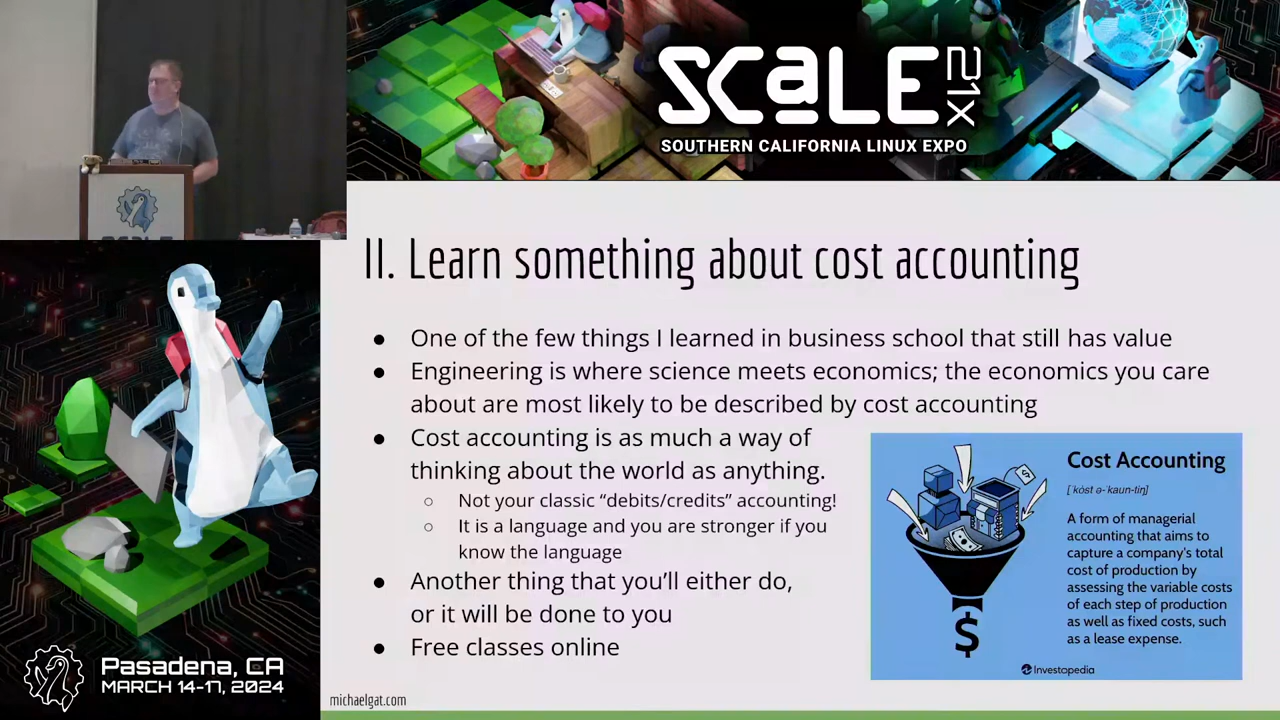 SCALE 21X
SOUTHERN CALIFORNIA LINUX EXPO
II. Learn something about cost accounting
● One of the few things I learned in business school that still has value
● Engineering is where science meets economics; the economics you care
about are most likely to be described by cost accounting
● Cost accounting is as much a way of
thinking about the world as anything.
○ Not your classic “debits/credits” accounting!
○ It is a language and you are stronger if you
know the language
● Another thing that you’ll either do,
or it will be done to you
● Free classes online
Cost Accounting
[ˈkȯst ə-ˈkaun-tiŋ]
A form of managerial
accounting that aims to
capture a company's total
cost of production by
assessing the variable costs
of each step of production
as well as fixed costs, such
as a lease expense.
$
Investopedia
michaelgat.com
Pasadena, CA
MARCH 14-17, 2024
SCALE